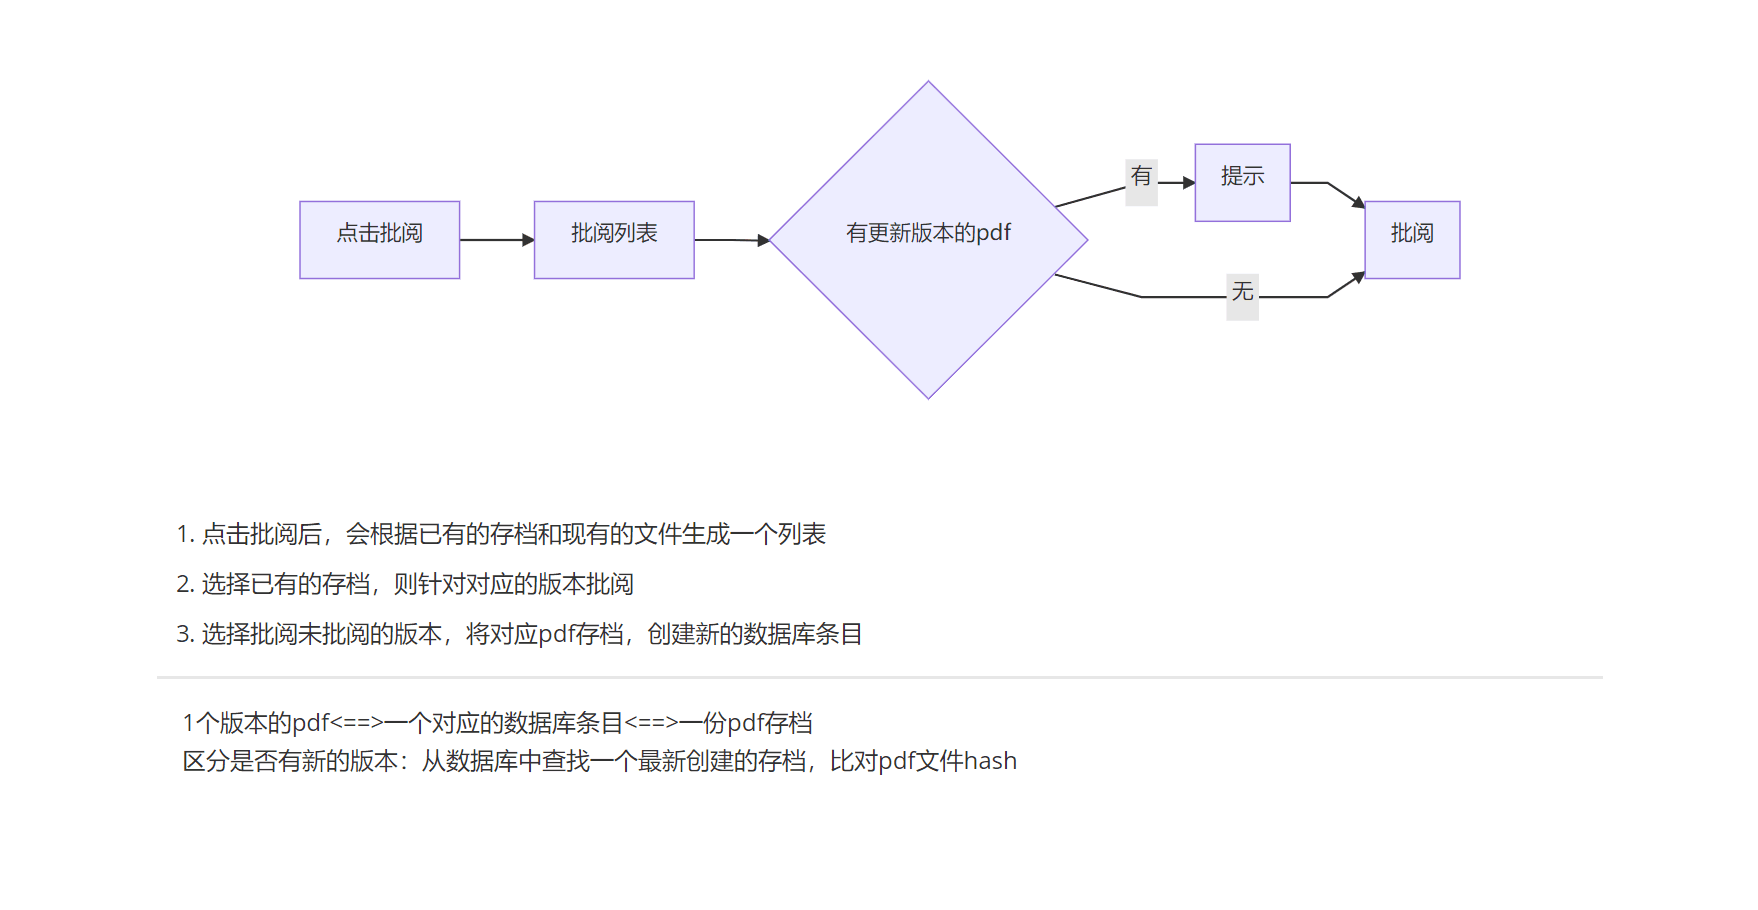 点击批阅
批阅列表
有更新版本的pdf
有
提示
批阅
无
1. 点击批阅后，会根据已有的存档和现有的文件生成一个列表
2. 选择已有的存档，则针对对应的版本批阅
3. 选择批阅未批阅的版本，将对应pdf存档，创建新的数据库条目
1个版本的pdf<==>一个对应的数据库条目<==>一份pdf存档
区分是否有新的版本：从数据库中查找一个最新创建的存档，比对pdf文件hash